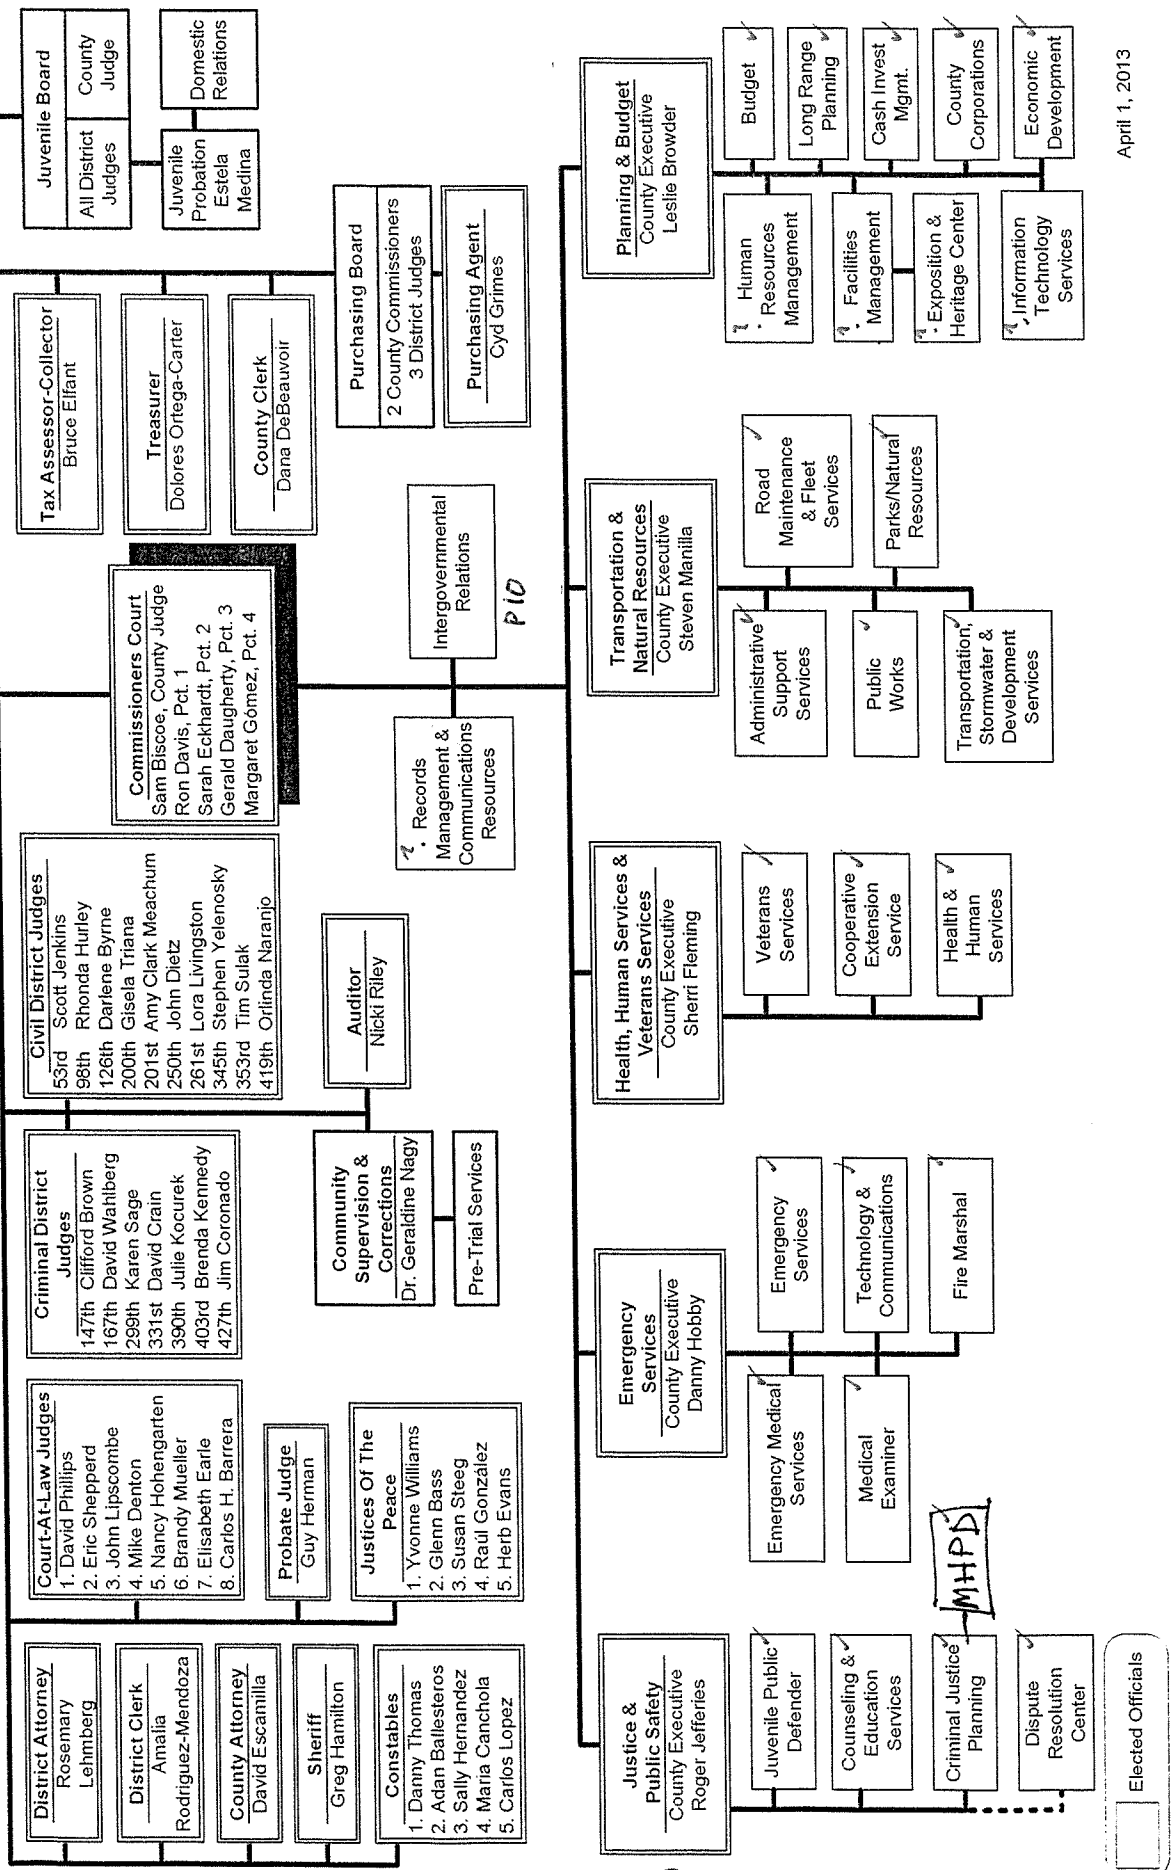 Juvenile Board
All District
Judges
County
Judge
Juvenile
Probation
Estela
Medina
Domestic
Relations
Tax Assessor-Collector
Bruce Elfant
Treasurer
Dolores Ortega-Carter
County Clerk
Dana DeBeauvoir
Purchasing Board
2 County Commissioners
3 District Judges
Purchasing Agent
Cyd Grimes
Commissioners Court
Sam Biscoe, County Judge
Ron Davis, Pct. 1
Sarah Eckhardt, Pct. 2
Gerald Daugherty, Pct. 3
Margaret Gómez, Pct. 4
Civil District Judges
53rd Scott Jenkins
98th Rhonda Hurley
126th Darlene Byrne
200th Gisela Triana
201st Amy Clark Meachum
250th John Dietz
261st Lora Livingston
345th Stephen Yelenosky
353rd Tim Sulak
419th Orlinda Naranjo
Criminal District
Judges
147th Clifford Brown
167th David Wahlberg
299th Karen Sage
331st David Crain
390th Julie Kocurek
403rd Brenda Kennedy
427th Jim Coronado
Auditor
Nicki Riley
Community
Supervision &
Corrections
Dr. Geraldine Nagy
Pre-Trial Services
Court-At-Law Judges
1. David Phillips
2. Eric Shepperd
3. John Lipscombe
4. Mike Denton
5. Nancy Hohengarten
6. Brandy Mueller
7. Elisabeth Earle
8. Carlos H. Barrera
Probate Judge
Guy Herman
Justices Of The
Peace
1. Yvonne Williams
2. Glenn Bass
3. Susan Steeg
4. Raúl González
5. Herb Evans
District Attorney
Rosemary
Lehmberg
District Clerk
Amalia
Rodriguez-Mendoza
County Attorney
David Escamilla
Sheriff
Greg Hamilton
Constables
1. Danny Thomas
2. Adan Ballesteros
3. Sally Hernandez
4. Maria Canchola
5. Carlos Lopez
? Records
Management &
Communications
Resources
Intergovernmental
Relations
PIO
Justice &
Public Safety
County Executive
Roger Jefferies
Juvenile Public
Defender
Counseling &
Education
Services
Criminal Justice
Planning
MHPD
Dispute
Resolution
Center
Emergency
Services
County Executive
Danny Hobby
Emergency Medical
Services
Emergency
Services
Medical
Examiner
Technology &
Communications
Fire Marshal
Health, Human Services &
Veterans Services
County Executive
Sherri Fleming
Veterans
Services
Cooperative
Extension
Service
Health &
Human
Services
Transportation &
Natural Resources
County Executive
Steven Manilla
Administrative
Support
Services
Road
Maintenance
& Fleet
Services
Public
Works
Parks/Natural
Resources
Transportation,
Stormwater &
Development
Services
Planning & Budget
County Executive
Leslie Browder
? Human
Resources
Management
Budget
Long Range
Planning
? Facilities
Management
Cash Invest
Mgmt.
? Exposition &
Heritage Center
County
Corporations
? Information
Technology
Services
Economic
Development
Elected Officials
April 1, 2013